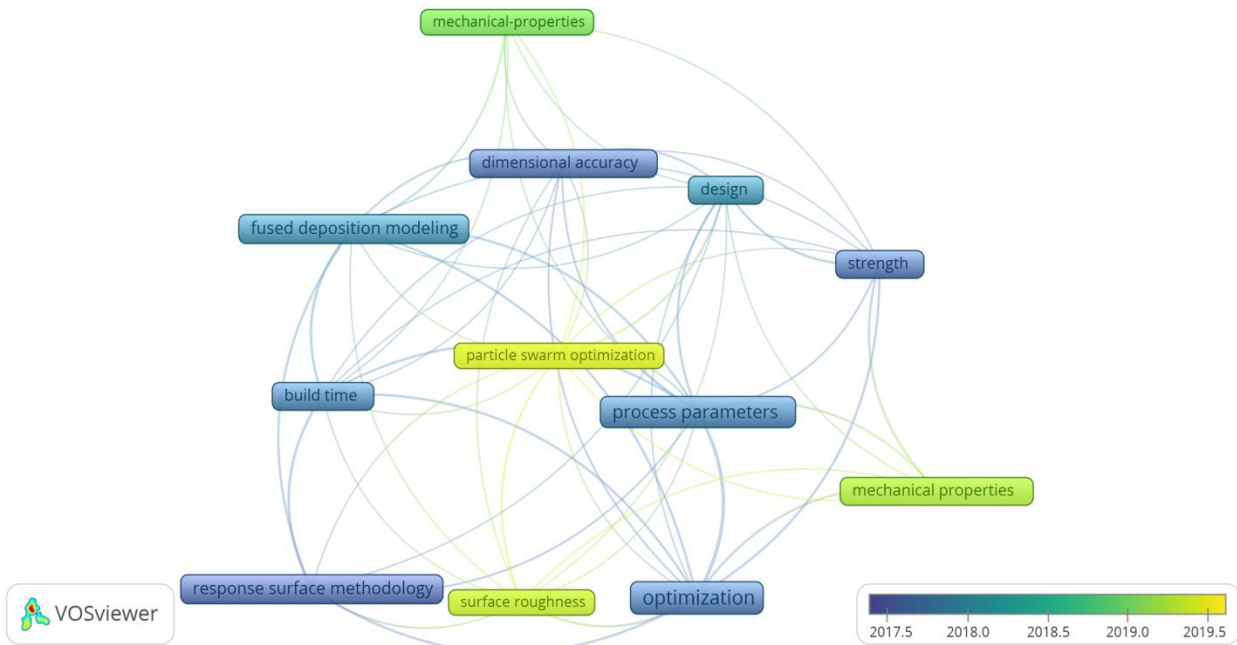 mechanical-properties
dimensional accuracy
design
fused deposition modeling
strength
particle swarm optimization
build time
process parameters
mechanical properties
response surface methodology
surface roughness
optimization
VOSviewer
2017.5 2018.0 2018.5 2019.0 2019.5